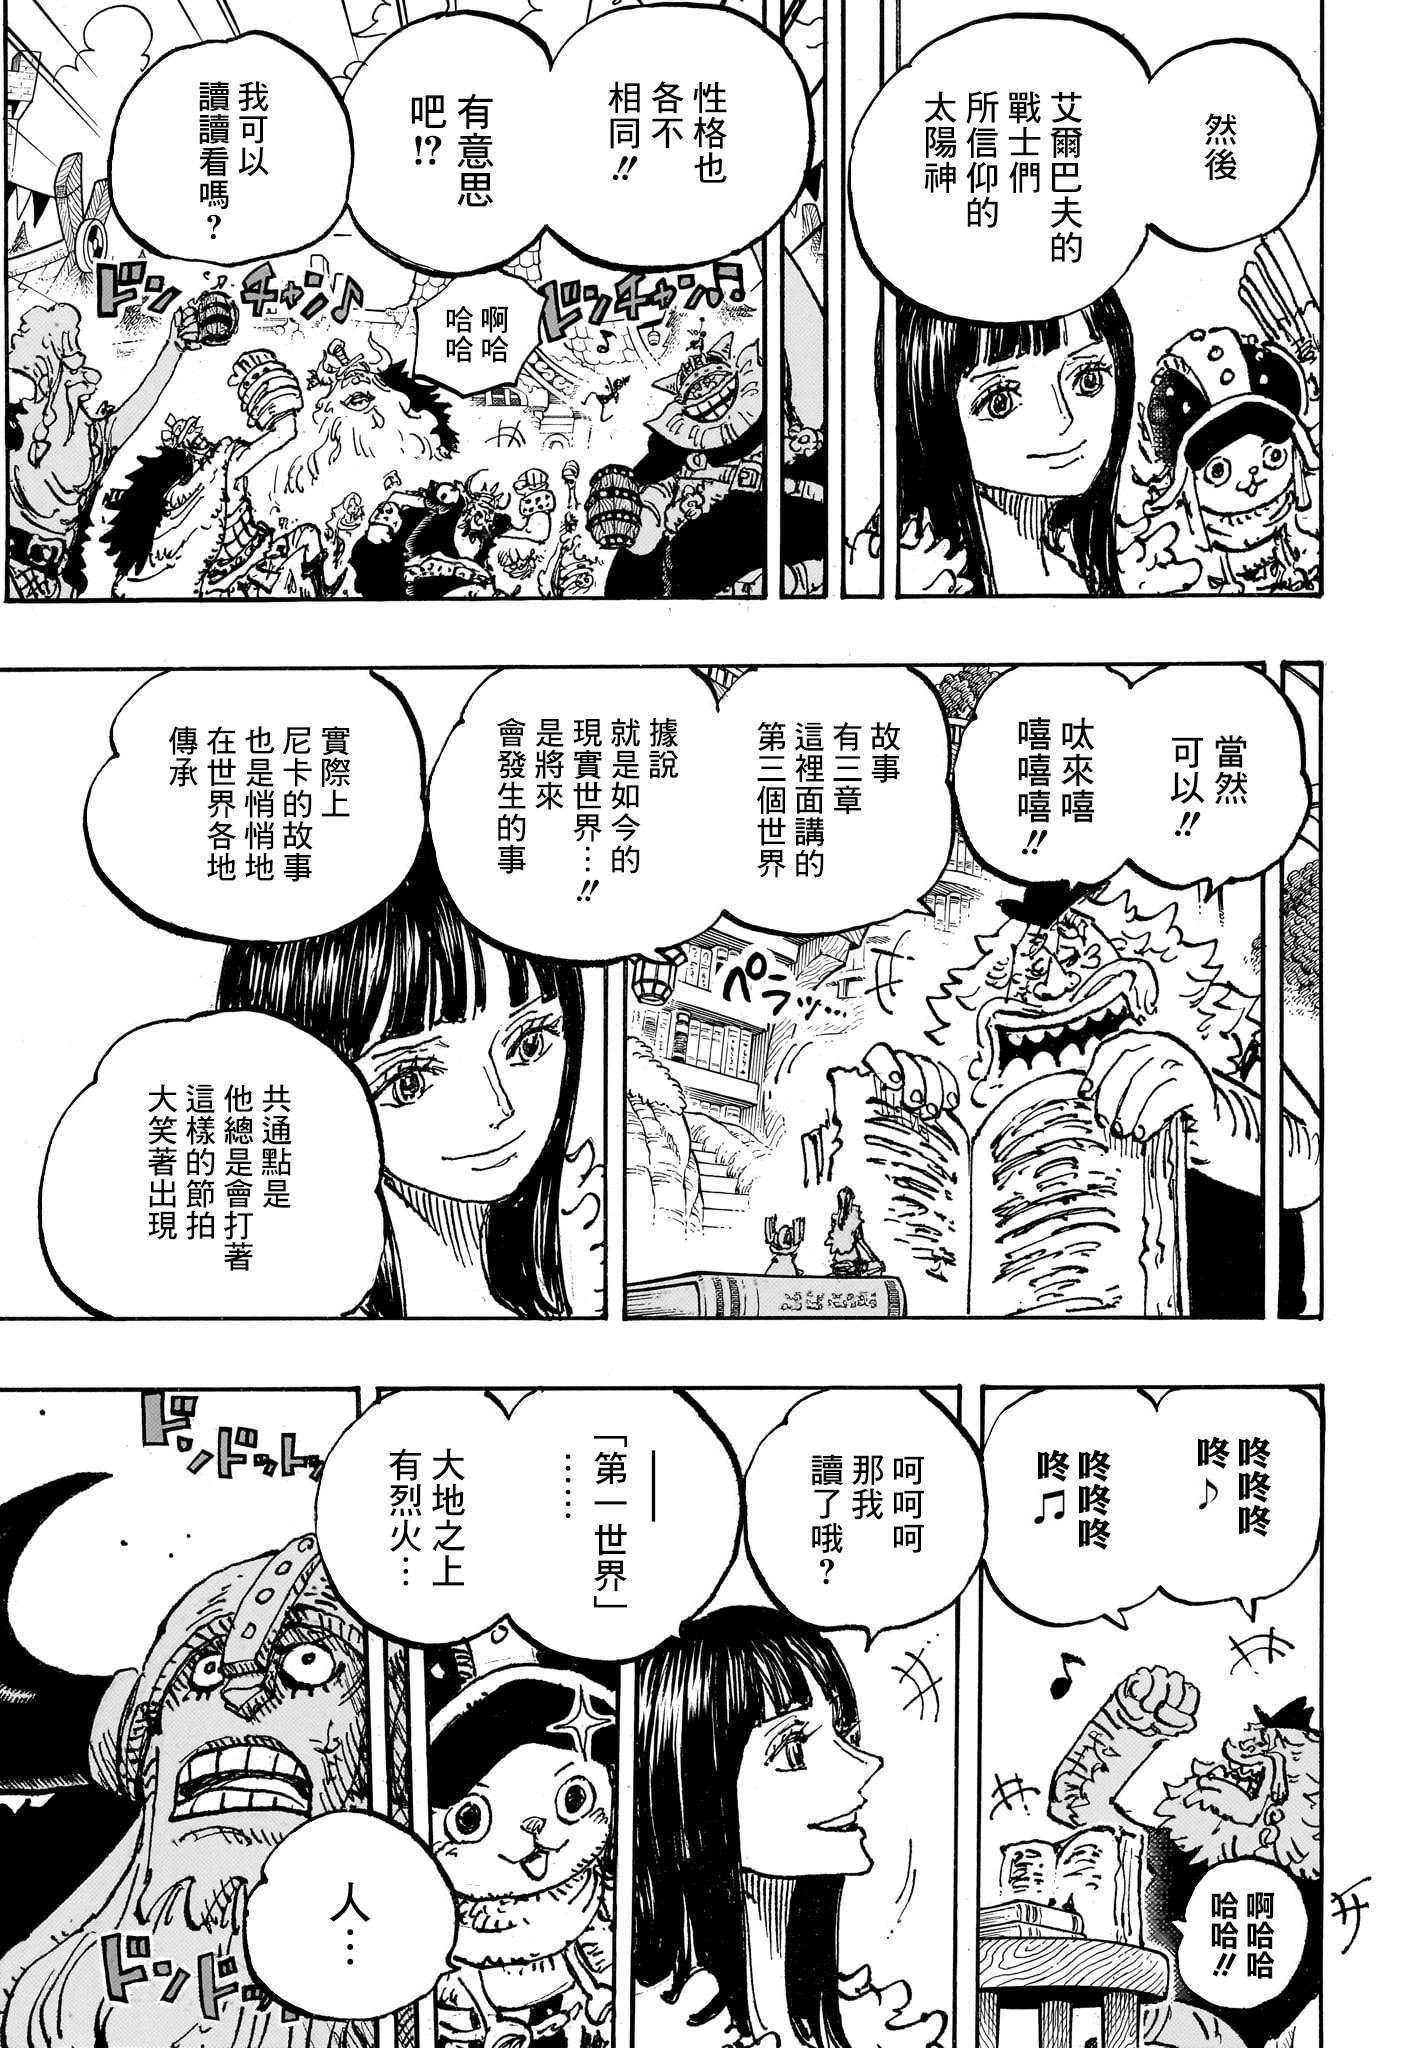 然後
艾爾巴夫的
戰士們
所信仰的
太陽神
性格也
各不
相同!!
有意思
吧!?
我可以
讀讀看嗎?
ドンチャン♫
啊哈
哈哈
ドンチャン♪
當然
可以!!
呔來嘻
嘻嘻嘻!!
故事
有三章
這裡面講的
第三個世界
據說
就是如今的
現實世界…!!
是將來
會發生的事
ペラッ…
實際上
尼卡的故事
也是悄悄地
在世界各地
傳承
共通點是
他總是會打著
這樣的節拍
大笑著出現
咚咚咚
咚♪
咚咚咚
咚♫
啊哈哈
哈哈!!
呵呵呵
那我
讀了哦?
——
「第一世界」
……
大地之上
有烈火…
ドンドットット
人…
ドンドッ